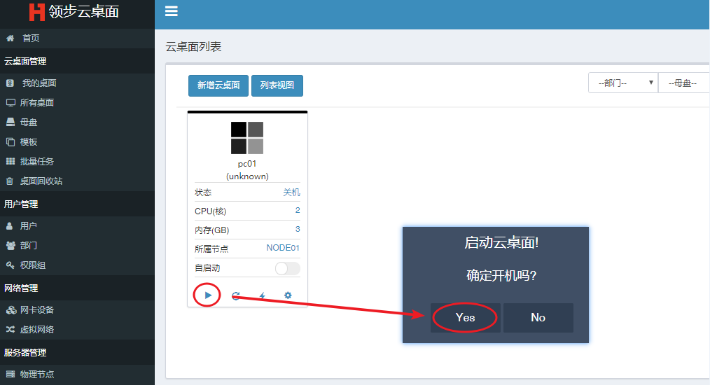 领步云桌面
首页
云桌面管理
我的桌面
所有桌面
母盘
模板
批量任务
桌面回收站
用户管理
用户
部门
权限组
网络管理
网卡设备
虚拟网络
服务器管理
物理节点
云桌面列表
新增云桌面 列表视图 --部门-- --母盘--
pc01
(unknown)
状态 关机
CPU(核) 2
内存(GB) 3
所属节点 NODE01
自启动
启动云桌面!
确定开机吗?
Yes No